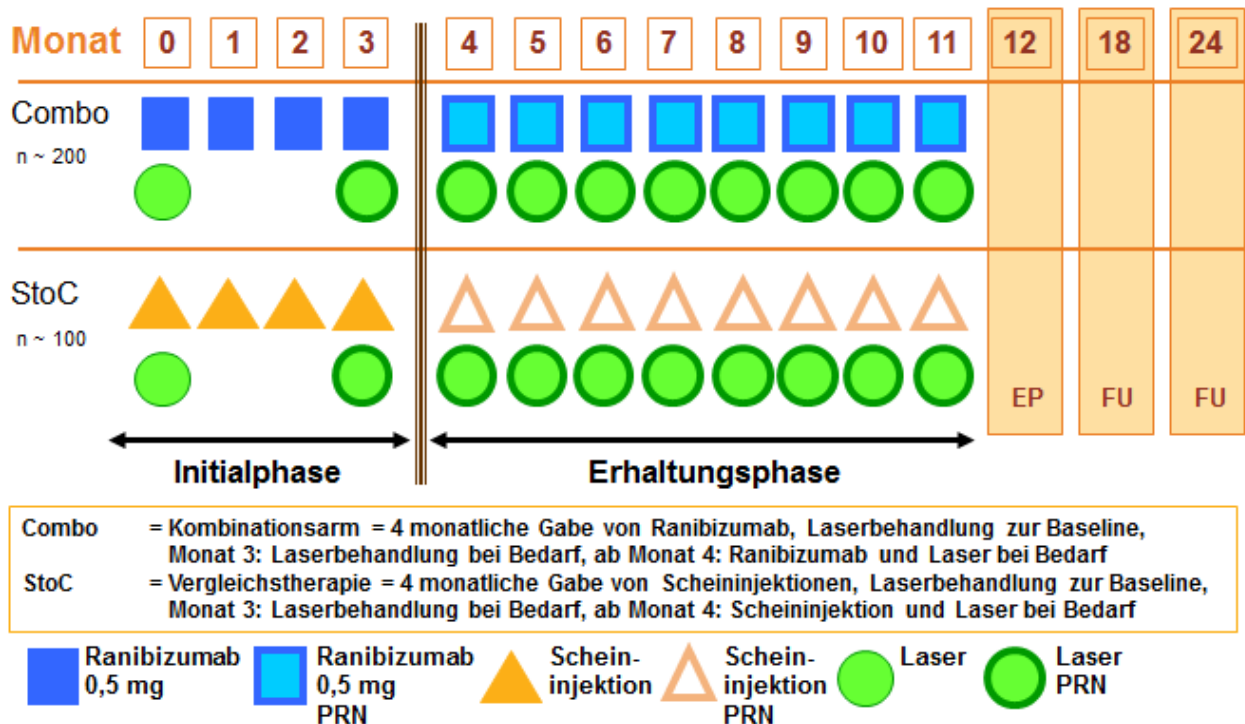 Monat 0 1 2 3 4 5 6 7 8 9 10 11 12 18 24
Combo
n ~ 200
StoC
n ~ 100
EP FU FU
Initialphase Erhaltungsphase
Combo = Kombinationsarm = 4 monatliche Gabe von Ranibizumab, Laserbehandlung zur Baseline,
Monat 3: Laserbehandlung bei Bedarf, ab Monat 4: Ranibizumab und Laser bei Bedarf
StoC = Vergleichstherapie = 4 monatliche Gabe von Scheininjektionen, Laserbehandlung zur Baseline,
Monat 3: Laserbehandlung bei Bedarf, ab Monat 4: Scheininjektion und Laser bei Bedarf
Ranibizumab
0,5 mg
Ranibizumab
0,5 mg
PRN
Schein-
injektion
Schein-
injektion
PRN
Laser
Laser
PRN